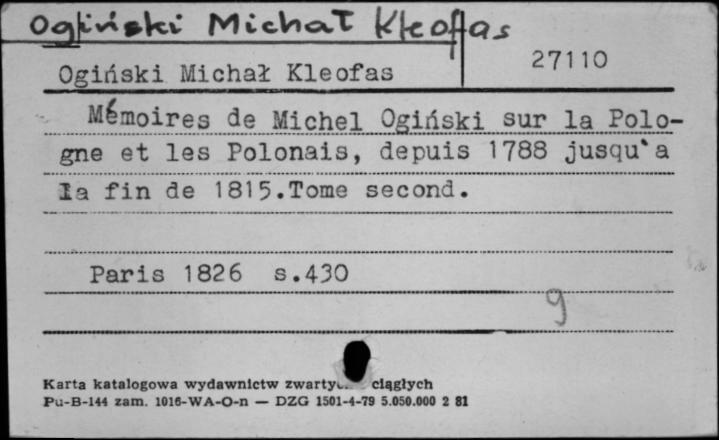 Ogiński Michał Kleofas
Ogiński Michał Kleofas
27110
Mémoires de Michel Ogiński sur la Polo-
gne et les Polonais, depuis 1788 jusqu`a
la fin de 1815.Tome second.
Paris 1826 s.430
9
Karta katalogowa wydawnictw ciągłych
Pu-B-144 zam. 1016-WA-O-n — DZG 1501-4-79 5.050.000 2 81